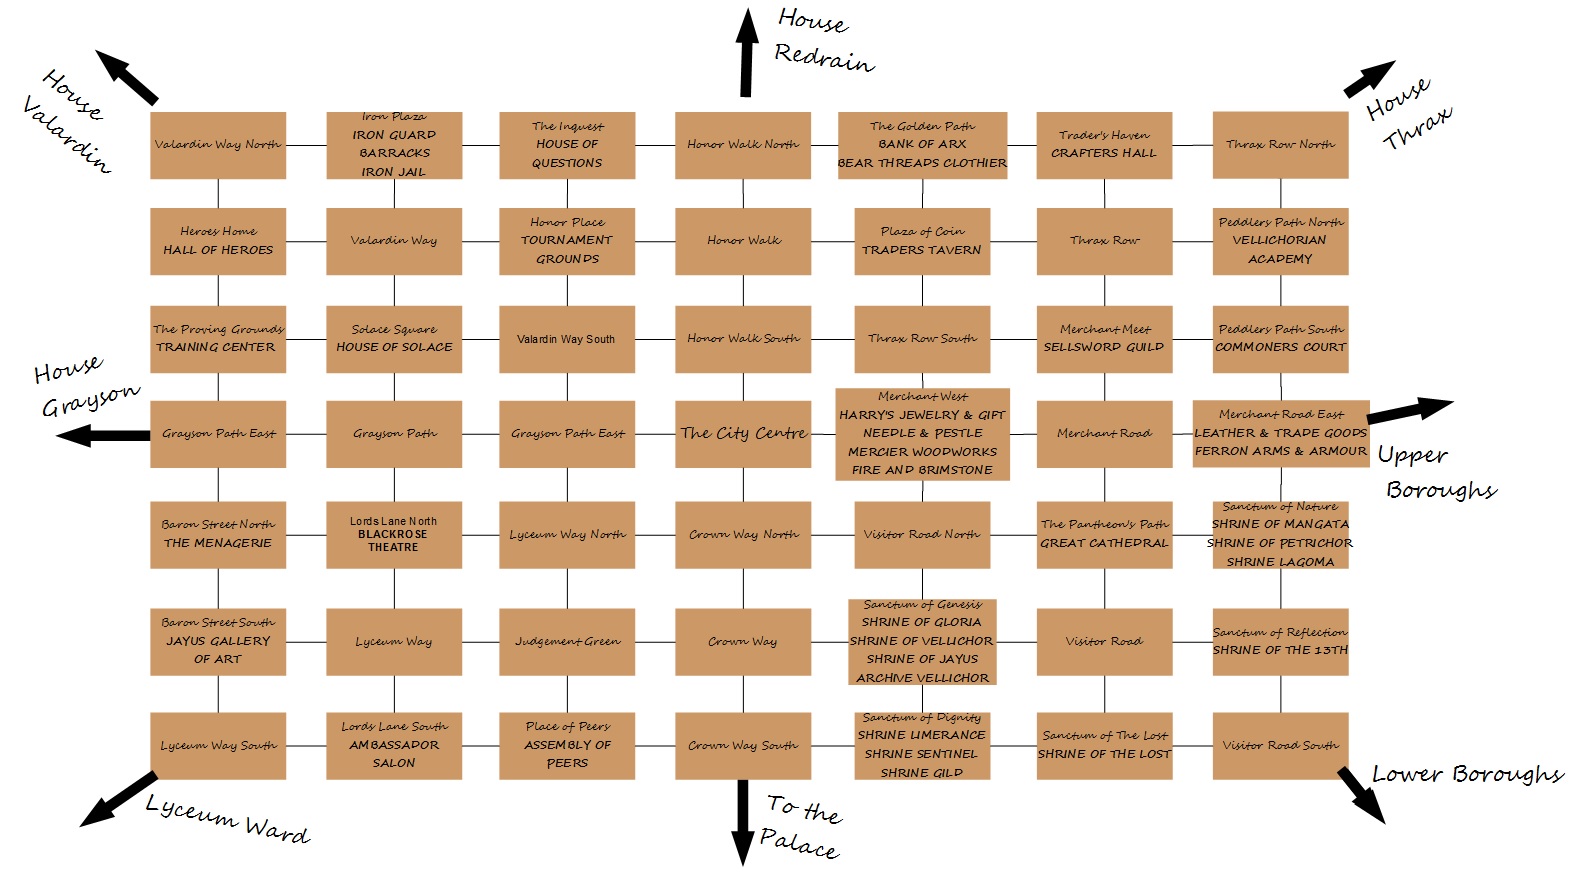 House
Redrain
House
Valardin
House
Thrax
Valardin Way North
Iron Plaza
IRON GUARD
BARRACKS
IRON JAIL
The Inquest
HOUSE OF
QUESTIONS
Honor Walk North
The Golden Path
BANK OF ARX
BEAR THREADS CLOTHIER
Trader's Haven
CRAFTERS HALL
Thrax Row North
Heroes Home
HALL OF HEROES
Valardin Way
Honor Place
TOURNAMENT
GROUNDS
Honor Walk
Plaza of Coin
TRADERS TAVERN
Thrax Row
Peddlers Path North
VELLICHORIAN
ACADEMY
The Proving Grounds
TRAINING CENTER
Solace Square
HOUSE OF SOLACE
Valardin Way South
Honor Walk South
Thrax Row South
Merchant Meet
SELLSWORD GUILD
Peddlers Path South
COMMONERS COURT
House
Grayson
Grayson Path East
Grayson Path
Grayson Path East
The City Centre
Merchant West
HARRY'S JEWELRY & GIFT
NEEDLE & PESTLE
MERCIER WOODWORKS
FIRE AND BRIMSTONE
Merchant Road
Merchant Road East
LEATHER & TRADE GOODS
FERRON ARMS & ARMOUR
Upper
Boroughs
Baron Street North
THE MENAGERIE
Lords Lane North
BLACKROSE
THEATRE
Lyceum Way North
Crown Way North
Visitor Road North
The Pantheon's Path
GREAT CATHEDRAL
Sanctum of Nature
SHRINE OF MANGATA
SHRINE OF PETRICHOR
SHRINE LAGOMA
Baron Street South
JAYUS GALLERY
OF ART
Lyceum Way
Judgement Green
Crown Way
Sanctum of Genesis
SHRINE OF GLORIA
SHRINE OF VELLICHOR
SHRINE OF JAYUS
ARCHIVE VELLICHOR
Visitor Road
Sanctum of Reflection
SHRINE OF THE 13TH
Lyceum Way South
Lords Lane South
AMBASSADOR
SALON
Place of Peers
ASSEMBLY OF
PEERS
Crown Way South
Sanctum of Dignity
SHRINE LIMERANCE
SHRINE SENTINEL
SHRINE GILD
Sanctum of The Lost
SHRINE OF THE LOST
Visitor Road South
Lyceum Ward
To the
Palace
Lower Boroughs